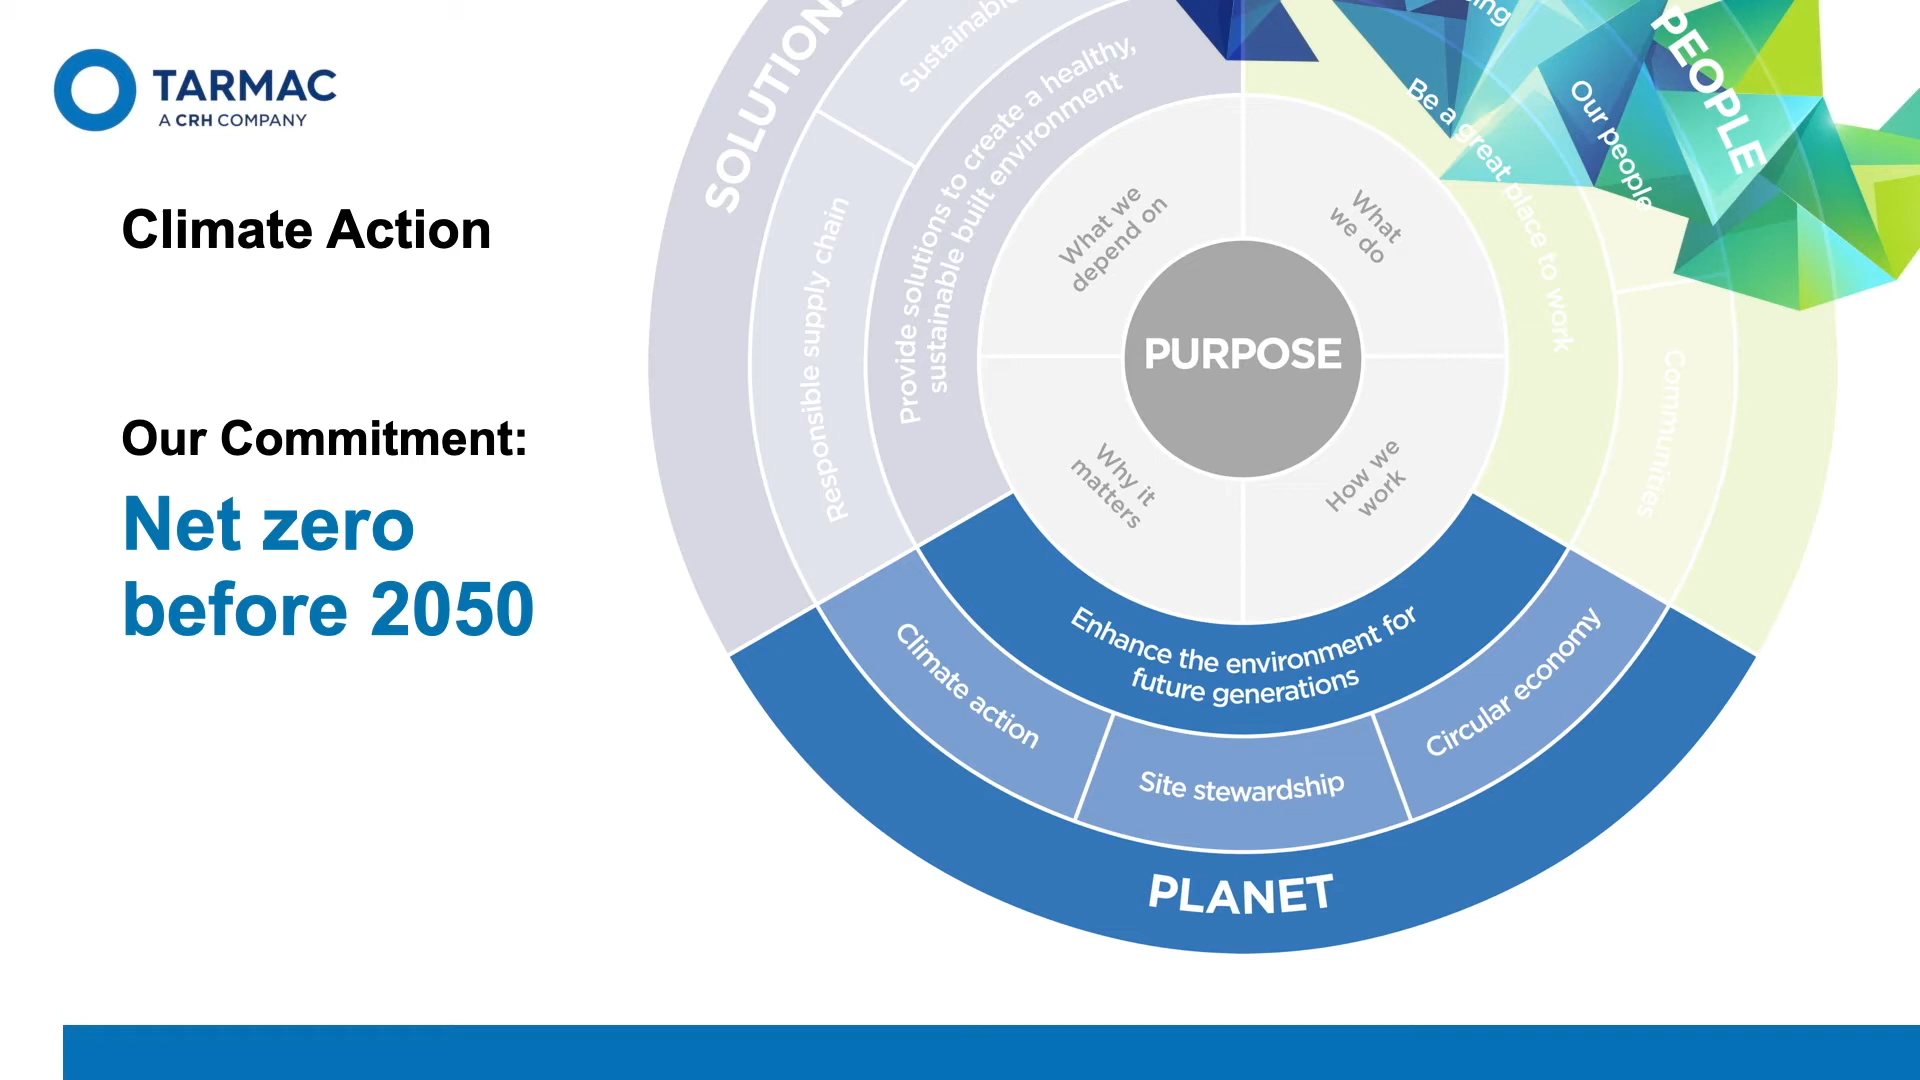 TARMAC
A CRH COMPANY
Climate Action
Our Commitment:
Net zero
before 2050
SOLUTIONS
Responsible supply chain
Provide solutions to create a healthy,
sustainable built environment
What we
depend on
What
we do
PURPOSE
Why it
matters
How we
work
Be a great place to work
Our people
PEOPLE
Communities
Enhance the environment for
future generations
Climate action
Site stewardship
Circular economy
PLANET